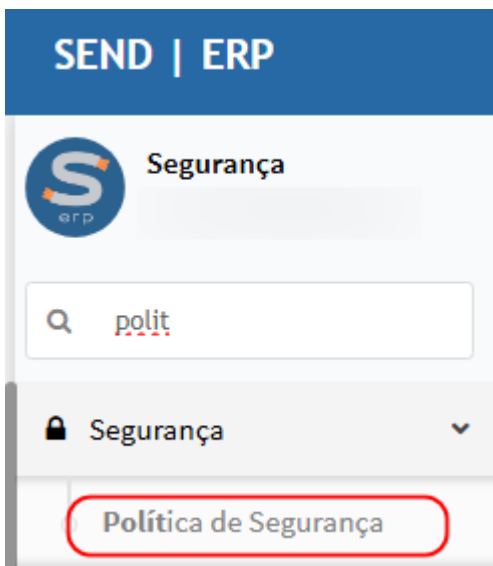 SEND | ERP
Segurança
S
erp
polit
Segurança
Política de Segurança